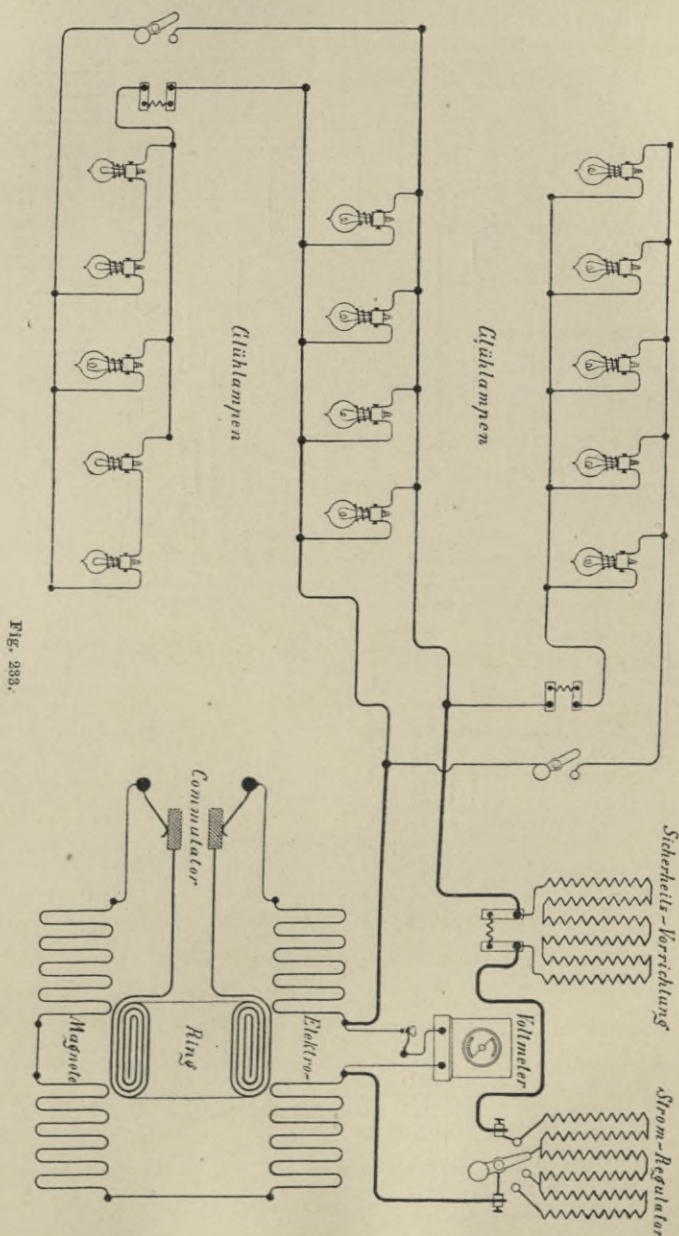 Glühlampen
Glühlampen
Sicherheits-Vorrichtung
Strom-Regulator
Voltmeter
Commutator
Elektro-
Ring
Magnete
Fig. 233.